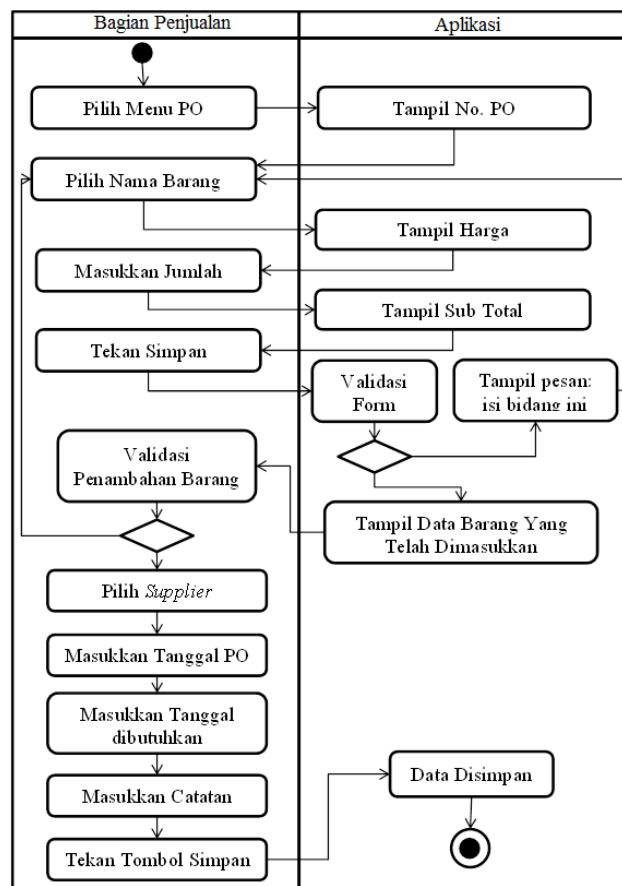 Bagian Penjualan
Aplikasi
Pilih Menu PO
Tampil No. PO
Pilih Nama Barang
Tampil Harga
Masukkan Jumlah
Tampil Sub Total
Tekan Simpan
Validasi
Form
Tampil pesan:
isi bidang ini
Validasi
Penambahan Barang
Tampil Data Barang Yang
Telah Dimasukkan
Pilih Supplier
Masukkan Tanggal PO
Masukkan Tanggal
dibutuhkan
Data Disimpan
Masukkan Catatan
Tekan Tombol Simpan